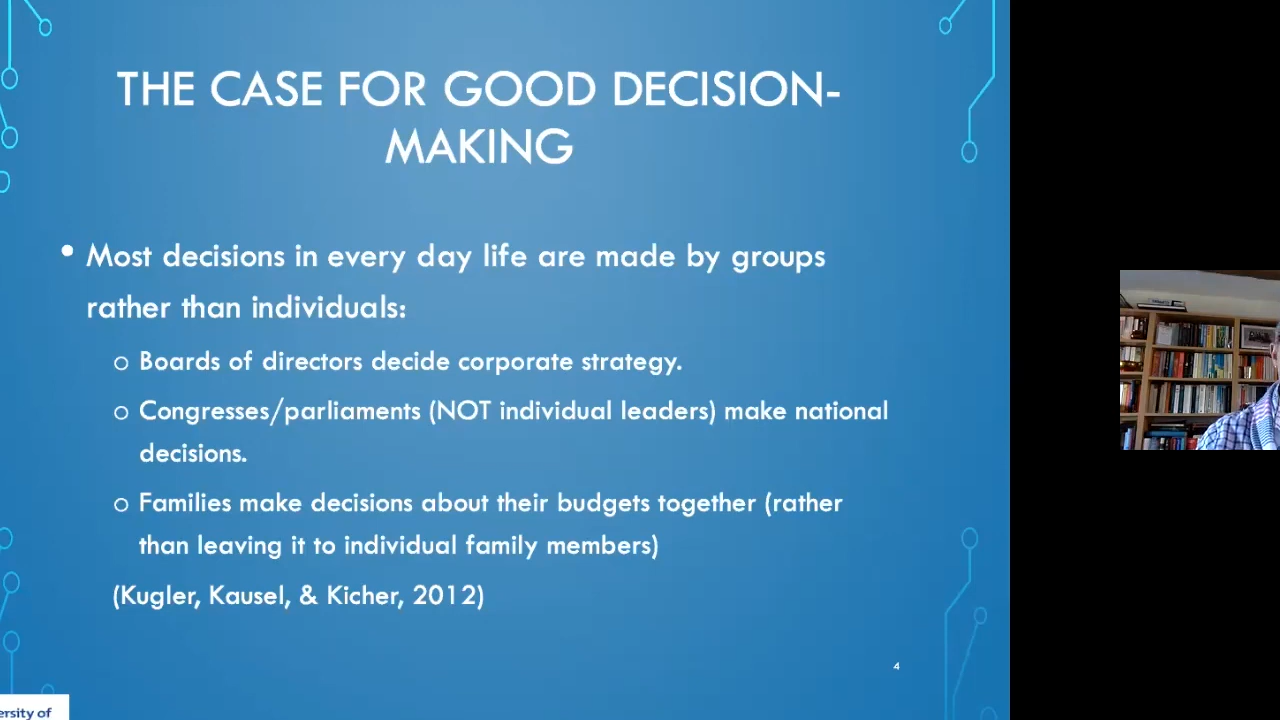 THE CASE FOR GOOD DECISION-
MAKING
• Most decisions in every day life are made by groups
rather than individuals:
o Boards of directors decide corporate strategy.
o Congresses/parliaments (NOT individual leaders) make national
decisions.
o Families make decisions about their budgets together (rather
than leaving it to individual family members)
(Kugler, Kausel, & Kicher, 2012)
4
ersity of